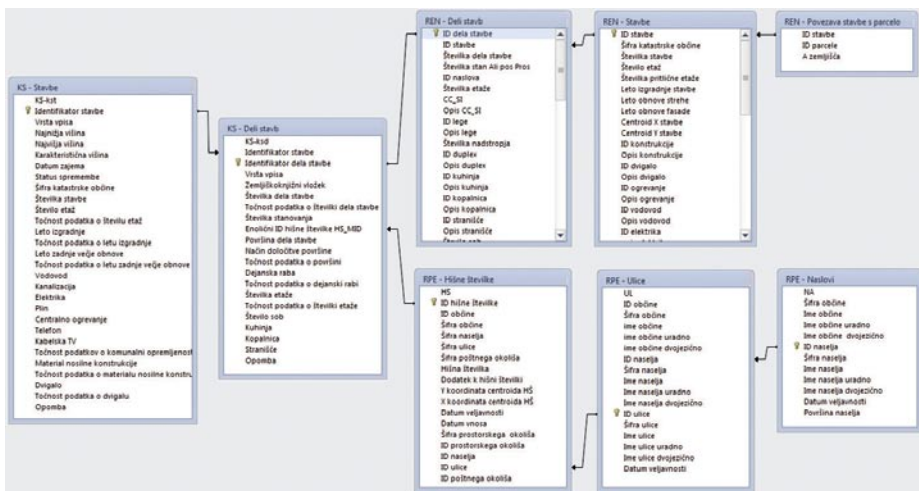 KS - Stavbe
KS-kst
Identifikator stavbe
Vrsta vpisa
Najnižja višina
Najvišja višina
Karakteristična višina
Datum zajema
Status spremembe
Šifra katastrske občine
Številka stavbe
Število etaž
Točnost podatka o številu etaž
Leto izgradnje
Točnost podatka o letu izgradnje
Leto zadnje večje obnove
Točnost podatka o letu zadnje večje obnove
Vodovod
Kanalizacija
Elektrika
Plin
Centralno ogrevanje
Telefon
Kabelska TV
Točnost podatkov o komunalni opremljenost
Material nosilne konstrukcije
Točnost podatka o materialu nosilne konstru
Dvigalo
Točnost podatka o dvigalu
Opomba
KS - Deli stavb
KS-ksd
Identifikator stavbe
Identifikator dela stavbe
Vrsta vpisa
Zemljiškoknjižni vložek
Številka dela stavbe
Točnost podatka o številki dela stavbe
Številka stanovanja
Enolični ID hišne številke HS_MID
Površina dela stavbe
Način določitve površine
Točnost podatka o površini
Dejanska raba
Točnost podatka o dejanski rabi
Številka etaže
Točnost podatka o številki etaže
Število sob
Kuhinja
Kopalnica
Stranišče
Opomba
REN - Deli stavb
ID dela stavbe
ID stavbe
Številka dela stavbe
Številka stan Ali pos Pros
ID naslova
Številka etaže
CC_SI
Opis CC_SI
ID lege
Opis lege
Številka nadstropja
ID duplex
Opis duplex
ID kuhinja
Opis kuhinja
ID kopalnica
Opis kopalnica
ID stranišče
Opis stranišče
Število sob
REN - Stavbe
ID stavbe
Šifra katastrske občine
Številka stavbe
Število etaž
Številka pritlične etaže
Leto izgradnje stavbe
Leto obnove strehe
Leto obnove fasade
Centroid X stavbe
Centroid Y stavbe
ID konstrukcije
Opis konstrukcije
ID dvigalo
Opis dvigalo
ID ogrevanje
Opis ogrevanje
ID vodovod
Opis vodovod
ID elektrika
REN - Povezava stavbe s parcelo
ID stavbe
ID parcele
A zemljišča
RPE - Hišne številke
HS
ID hišne številke
ID občine
Šifra občine
Šifra naselja
Šifra ulice
Šifra poštnega okoliša
Hišna številka
Dodatek k hišni številki
Y koordinata centroida HŠ
X koordinata centroida HŠ
Datum veljavnosti
Datum vnosa
Šifra prostorskega okoliša
ID prostorskega okoliša
ID naselja
ID ulice
ID poštnega okoliša
RPE - Ulice
UL
ID občine
Šifra občine
ime občine
ime občine uradno
ime občine dvojezično
ID naselja
Šifra naselja
Ime naselja
Ime naselja uradno
Ime naselja dvojezično
ID ulice
Šifra ulice
Ime ulice
Ime ulice uradno
Ime ulice dvojezično
Datum veljavnosti
RPE - Naslovi
NA
Šifra občine
Ime občine
Ime občine uradno
Ime občine dvojezično
ID naselja
Šifra naselja
Ime naselja
Ime naselja uradno
Ime naselja dvojezično
Datum veljavnosti
Površina naselja